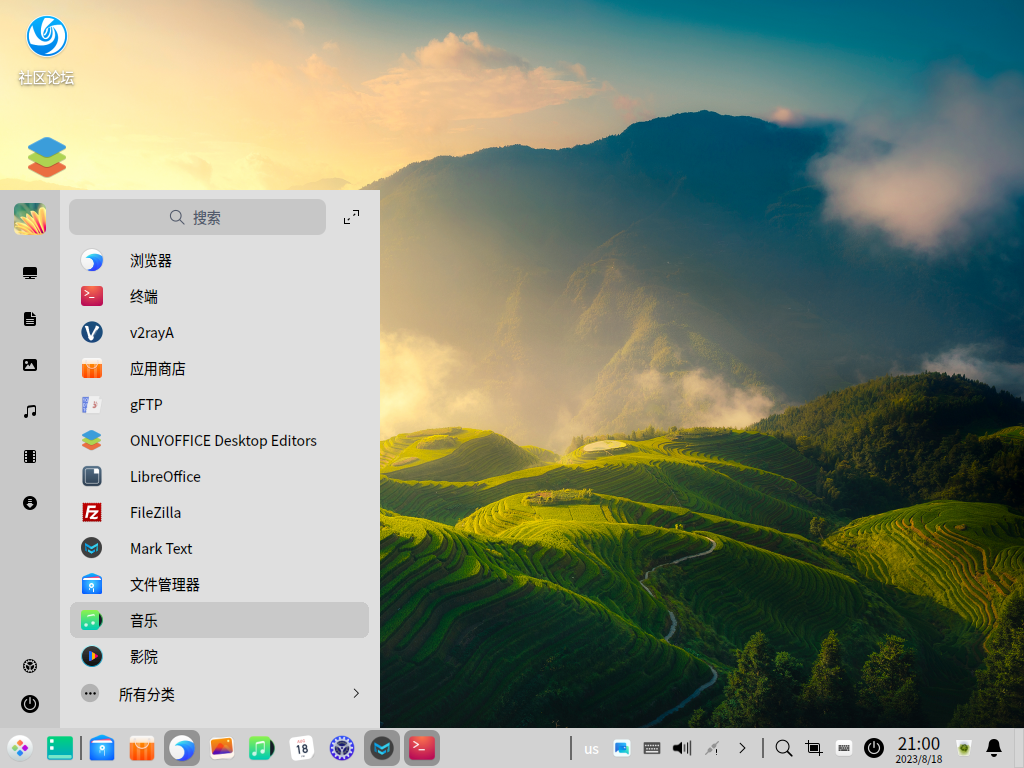 社区论坛
搜索
浏览器
终端
v2rayA
应用商店
gFTP
ONLYOFFICE Desktop Editors
LibreOffice
FileZilla
Mark Text
文件管理器
音乐
影院
所有分类
AUG
18
us
21:00
2023/8/18